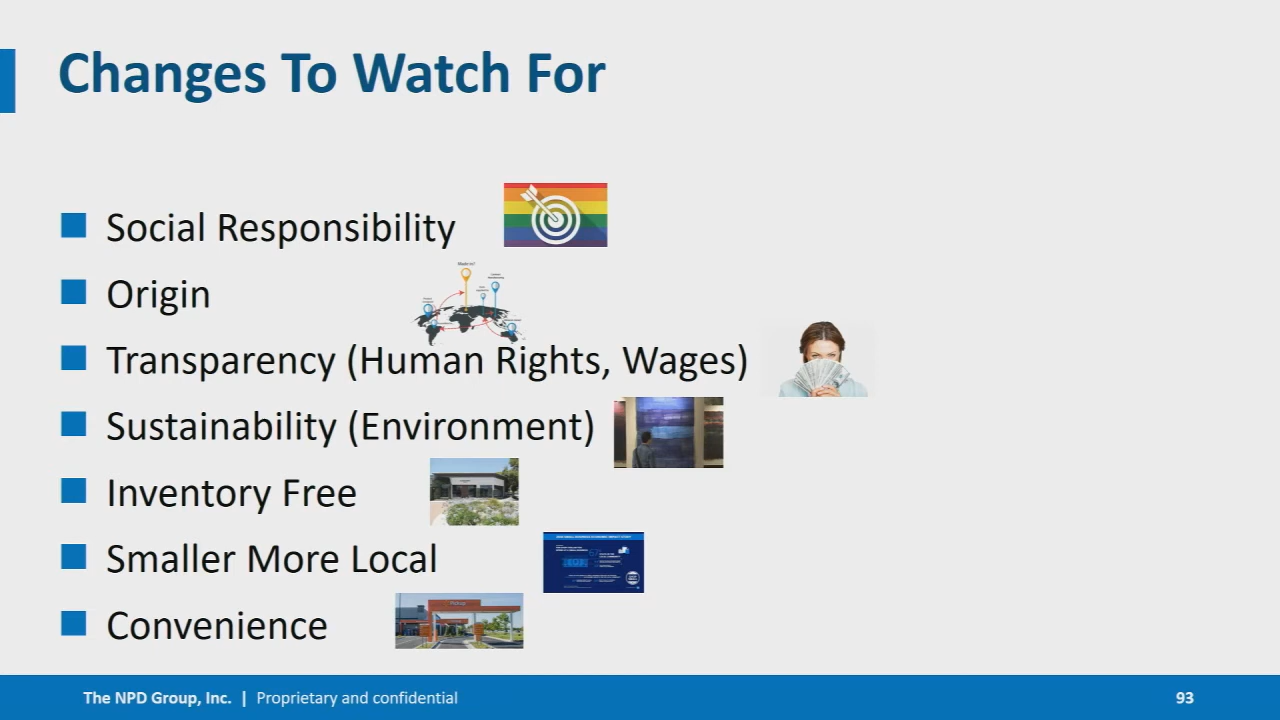 Changes To Watch For
Social Responsibility
Origin
Transparency (Human Rights, Wages)
Sustainability (Environment)
Inventory Free
Smaller More Local
Convenience
Pickup
The NPD Group, Inc. | Proprietary and confidential
93